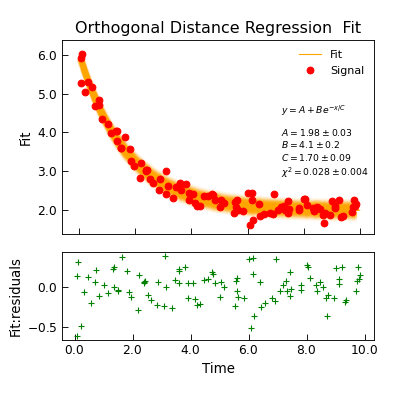 Orthogonal Distance Regression  Fit
6.0
5.0
4.0
3.0
2.0
Fit
Fit
Signal
y = A + Be^{-x/C}
A = 1.98 ± 0.03
B = 4.1 ± 0.2
C = 1.70 ± 0.09
χ² = 0.028 ± 0.004
0.0
−0.5
Fit:residuals
0.0 2.0 4.0 6.0 8.0 10.0
Time